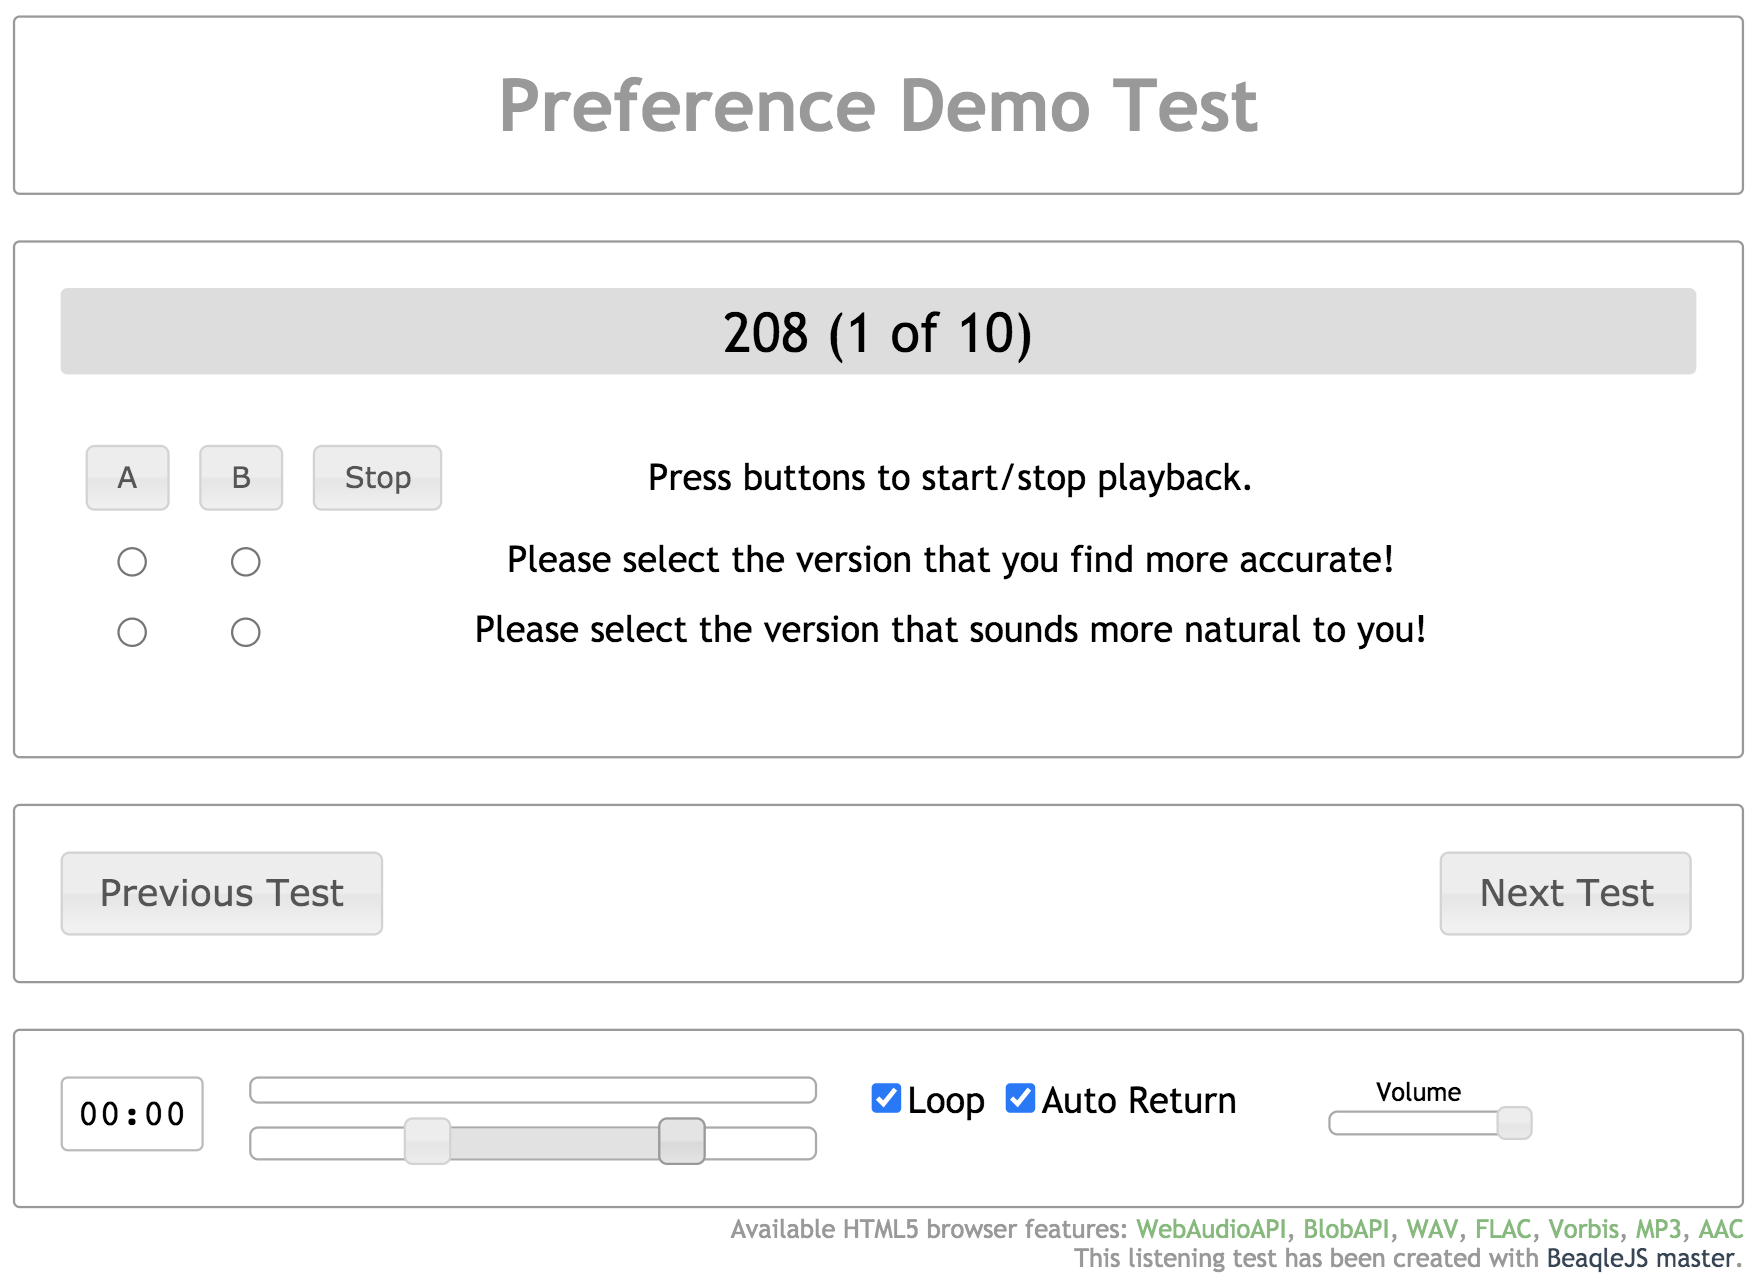 Preference Demo Test
208 (1 of 10)
A B Stop Press buttons to start/stop playback.
Please select the version that you find more accurate!
Please select the version that sounds more natural to you!
Previous Test Next Test
00:00 Loop Auto Return Volume
Available HTML5 browser features: WebAudioAPI, BlobAPI, WAV, FLAC, Vorbis, MP3, AAC
This listening test has been created with BeaqleJS master.